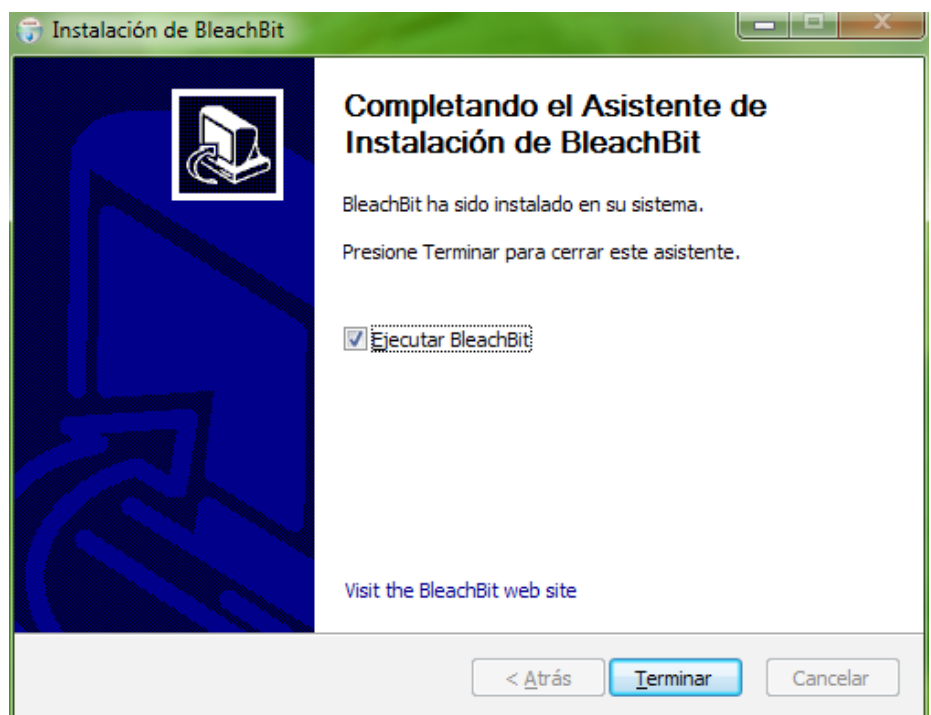 Instalación de BleachBit
Completando el Asistente de
Instalación de BleachBit
BleachBit ha sido instalado en su sistema.
Presione Terminar para cerrar este asistente.
Ejecutar BleachBit
Visit the BleachBit web site
< Atrás
Terminar
Cancelar